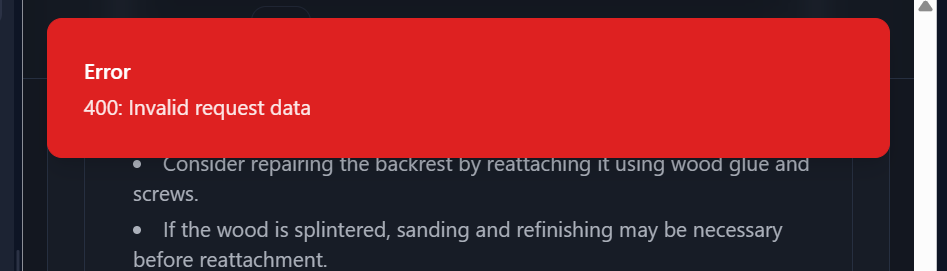 Error
400: Invalid request data
• Consider repairing the backrest by reattaching it using wood glue and
screws.
• If the wood is splintered, sanding and refinishing may be necessary
before reattachment.